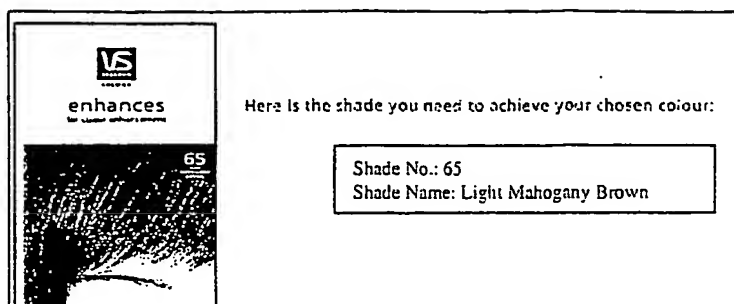 VS
enhances
Here is the shade you need to achieve your chosen colour:
65
Shade No.: 65
Shade Name: Light Mahogany Brown